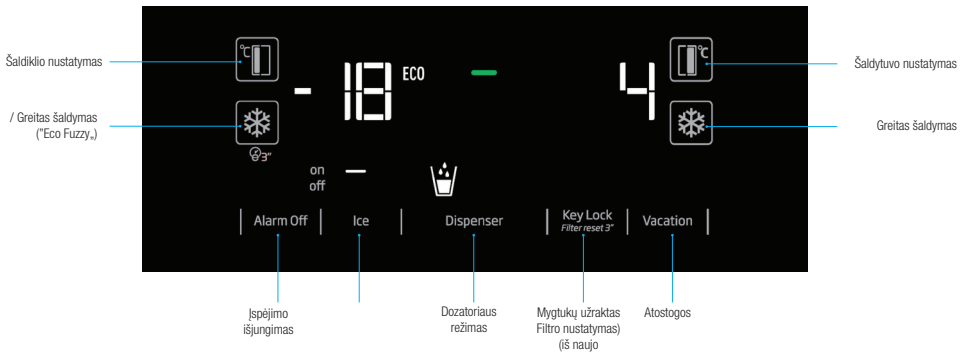 Šaldiklio nustatymas
°C
- 18
ECO
4
°C
Šaldytuvo nustatymas
/ Greitas šaldymas
("Eco Fuzzy„)
3"
Greitas šaldymas
on
off
Alarm Off
Ice
Dispenser
Key Lock
Filter reset 3"
Vacation
Įspėjimo
išjungimas
Dozatoriaus
režimas
Mygtukų užraktas
Filtro nustatymas)
(iš naujo
Atostogos